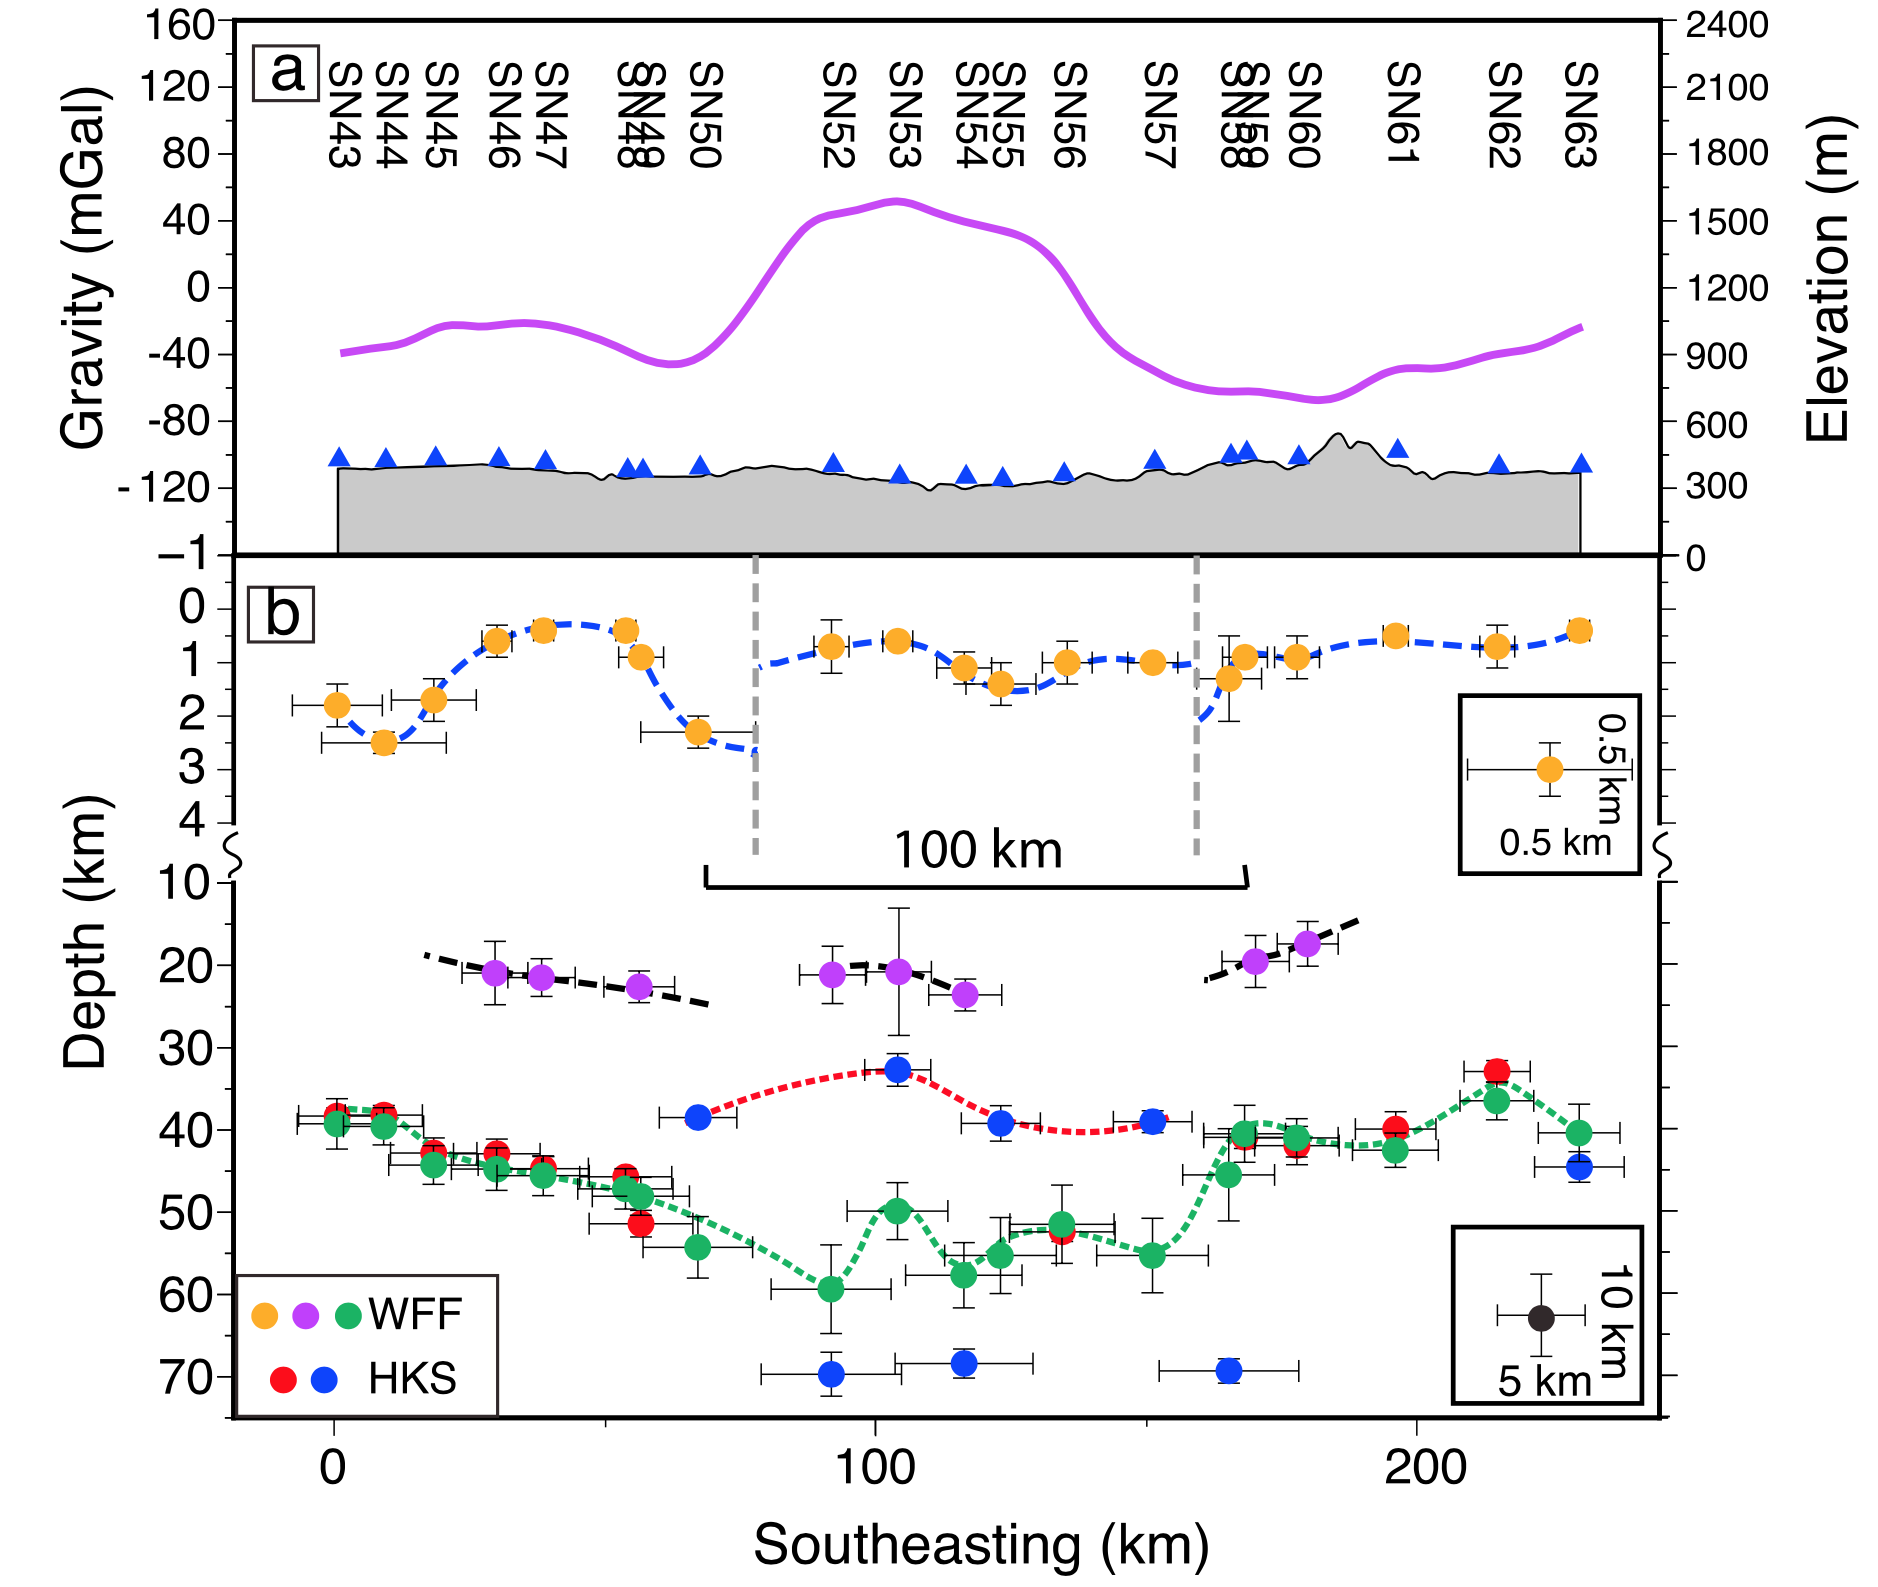 a
SN43
SN44
SN45
SN46
SN47
SN48
SN49
SN50
SN52
SN53
SN54
SN55
SN56
SN57
SN58
SN59
SN60
SN61
SN62
SN63
Gravity (mGal)
160
120
80
40
0
-40
-80
- 120
Elevation (m)
2400
2100
1800
1500
1200
900
600
300
0
b
Depth (km)
−1
0
1
2
3
4
10
20
30
40
50
60
70
0.5 km
0.5 km
100 km
WFF
HKS
10 km
5 km
0
100
200
Southeasting (km)